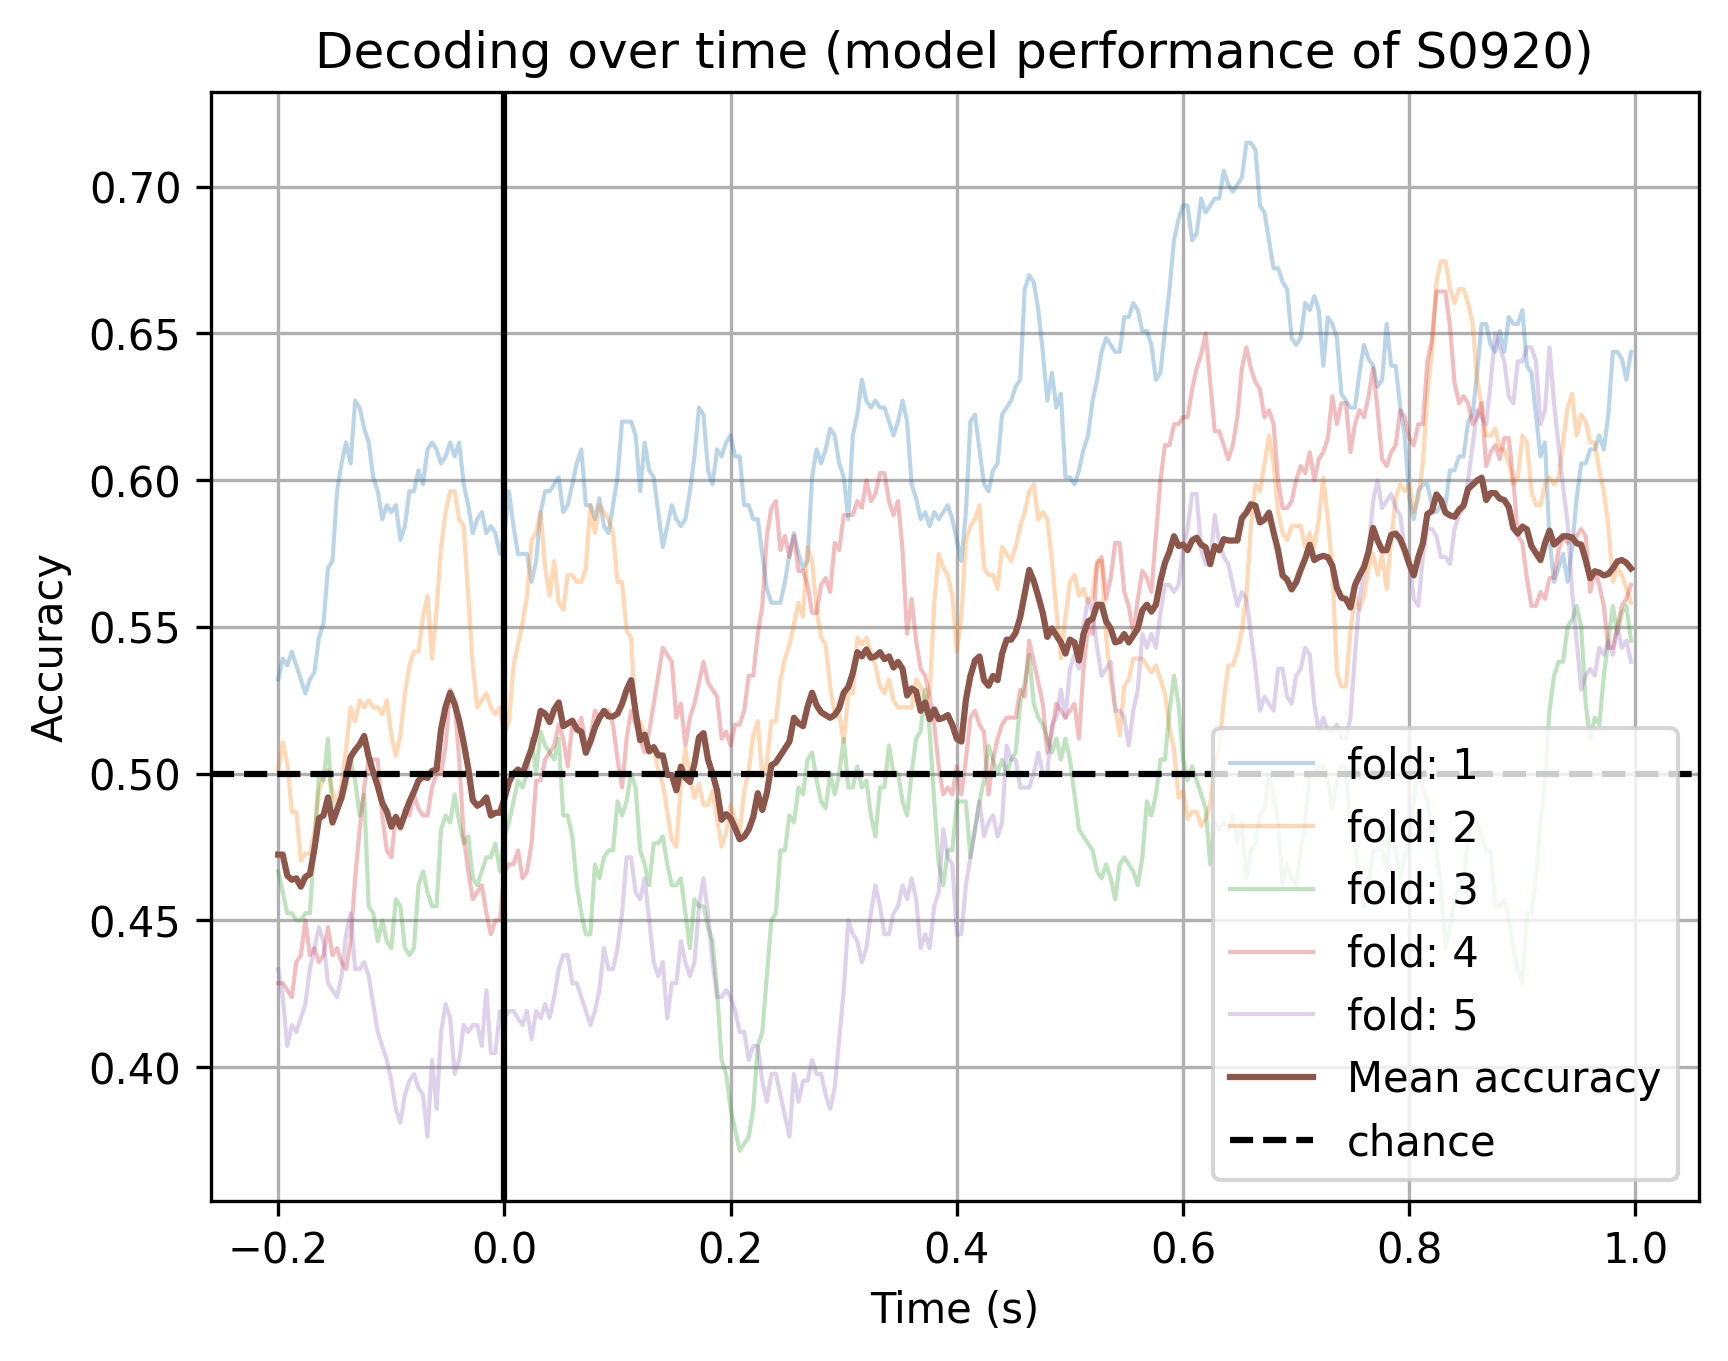 Decoding over time (model performance of S0920)
Accuracy
0.70
0.65
0.60
0.55
0.50
0.45
0.40
fold: 1
fold: 2
fold: 3
fold: 4
fold: 5
Mean accuracy
chance
−0.2
0.0
0.2
0.4
0.6
0.8
1.0
Time (s)